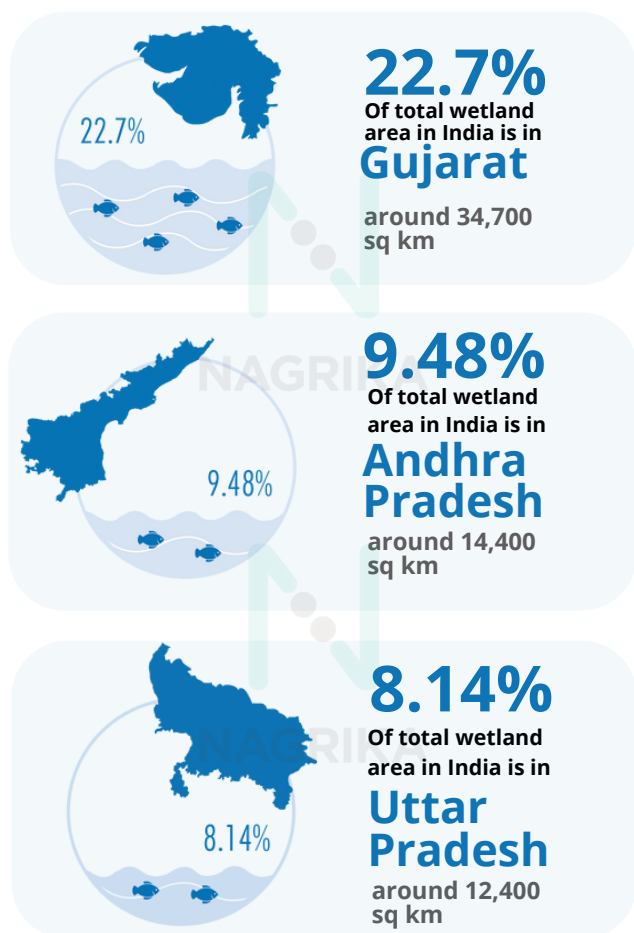 22.7%
22.7%
Of total wetland
area in India is in
Gujarat
around 34,700
sq km
NAGRIKA
9.48%
9.48%
Of total wetland
area in India is in
Andhra
Pradesh
around 14,400
sq km
NAGRIKA
8.14%
8.14%
Of total wetland
area in India is in
Uttar
Pradesh
around 12,400
sq km